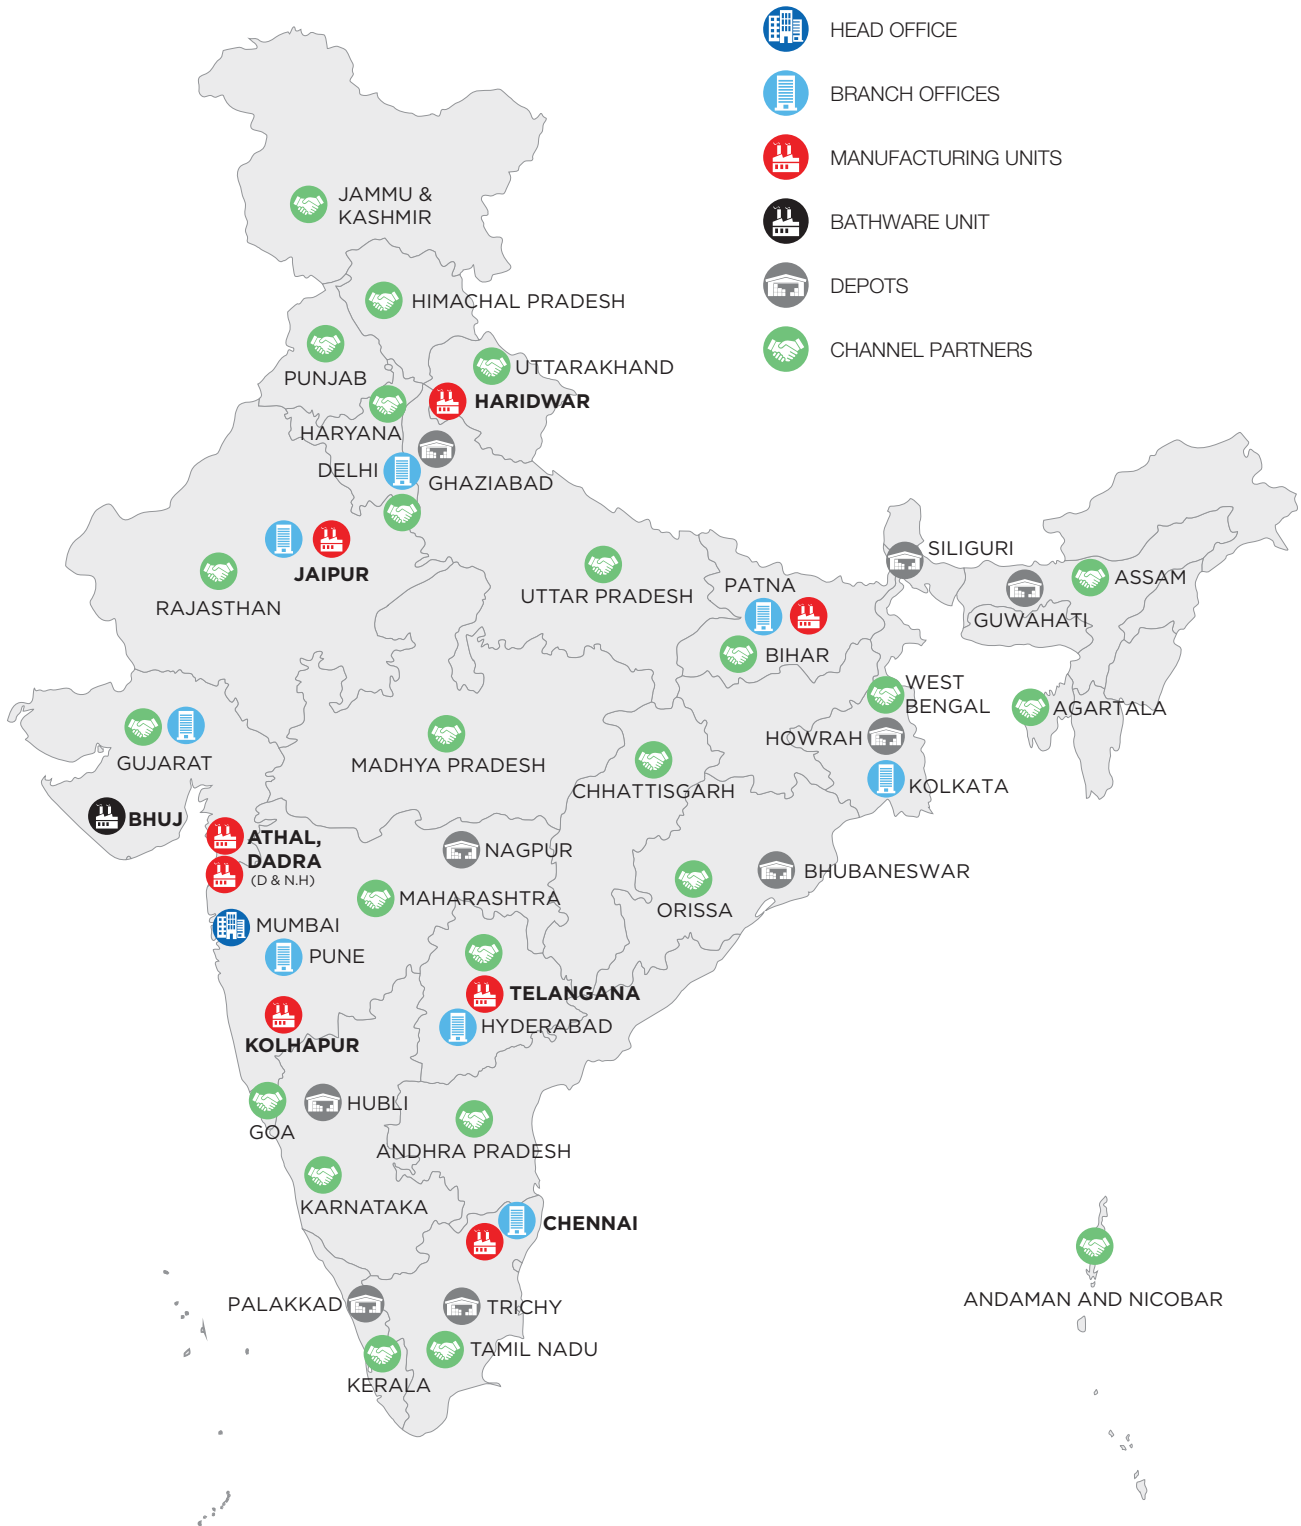 HEAD OFFICE
BRANCH OFFICES
MANUFACTURING UNITS
BATHWARE UNIT
DEPOTS
CHANNEL PARTNERS
JAMMU &
KASHMIR
HIMACHAL PRADESH
PUNJAB
UTTARAKHAND
HARIDWAR
HARYANA
DELHI
GHAZIABAD
JAIPUR
RAJASTHAN
UTTAR PRADESH
PATNA
BIHAR
SILIGURI
GUWAHATI
ASSAM
WEST
BENGAL
AGARTALA
HOWRAH
KOLKATA
GUJARAT
MADHYA PRADESH
CHHATTISGARH
BHUJ
ATHAL,
DADRA
(D & N.H)
NAGPUR
BHUBANESWAR
MAHARASHTRA
ORISSA
MUMBAI
PUNE
TELANGANA
HYDERABAD
KOLHAPUR
HUBLI
GOA
ANDHRA PRADESH
KARNATAKA
CHENNAI
PALAKKAD
TRICHY
TAMIL NADU
KERALA
ANDAMAN AND NICOBAR